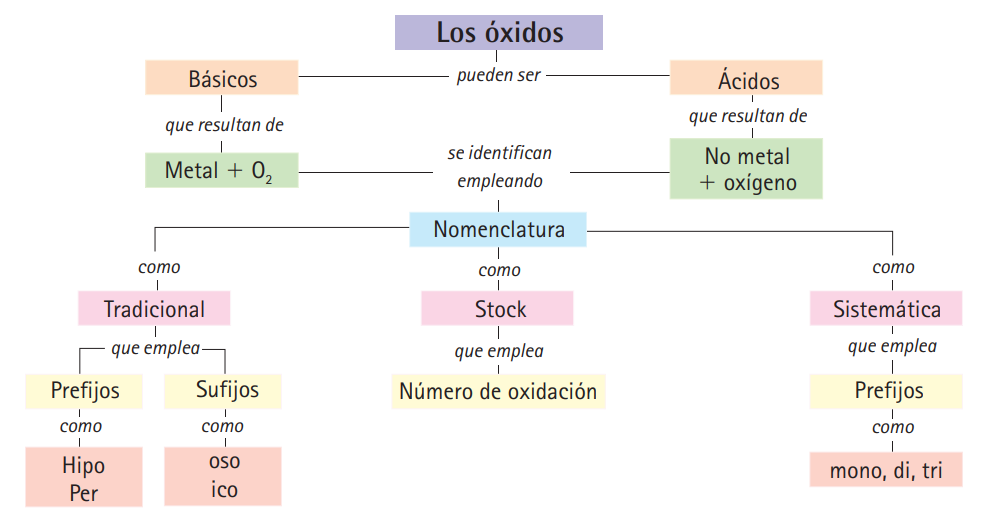 Los óxidos
pueden ser
Básicos
Ácidos
que resultan de
que resultan de
Metal + O₂
No metal
+ oxígeno
se identifican
empleando
Nomenclatura
como
como
como
Tradicional
Stock
Sistemática
que emplea
que emplea
que emplea
Prefijos
Sufijos
Número de oxidación
Prefijos
como
como
como
Hipo
Per
oso
ico
mono, di, tri